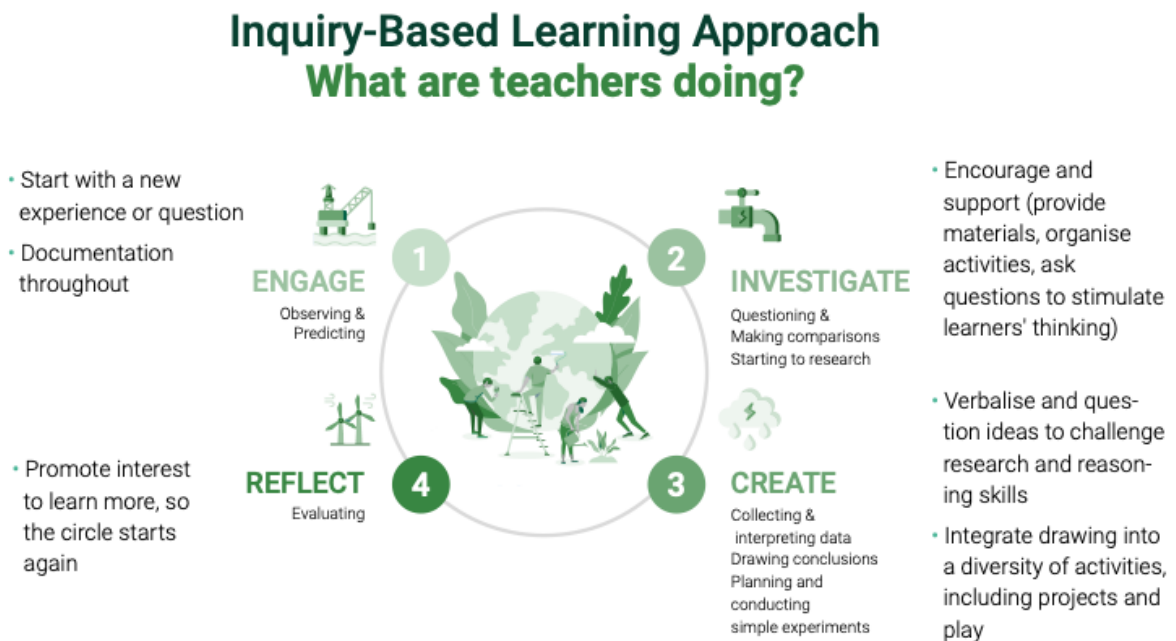 Inquiry-Based Learning Approach
What are teachers doing?
• Start with a new
experience or question
• Documentation
throughout
1
ENGAGE
Observing &
Predicting
2
INVESTIGATE
Questioning &
Making comparisons
Starting to research
• Encourage and
support (provide
materials, organise
activities, ask
questions to stimulate
learners' thinking)
3
CREATE
Collecting &
interpreting data
Drawing conclusions
Planning and
conducting
simple experiments
• Verbalise and ques-
tion ideas to challenge
research and reason-
ing skills
• Integrate drawing into
a diversity of activities,
including projects and
play
4
REFLECT
Evaluating
• Promote interest
to learn more, so
the circle starts
again